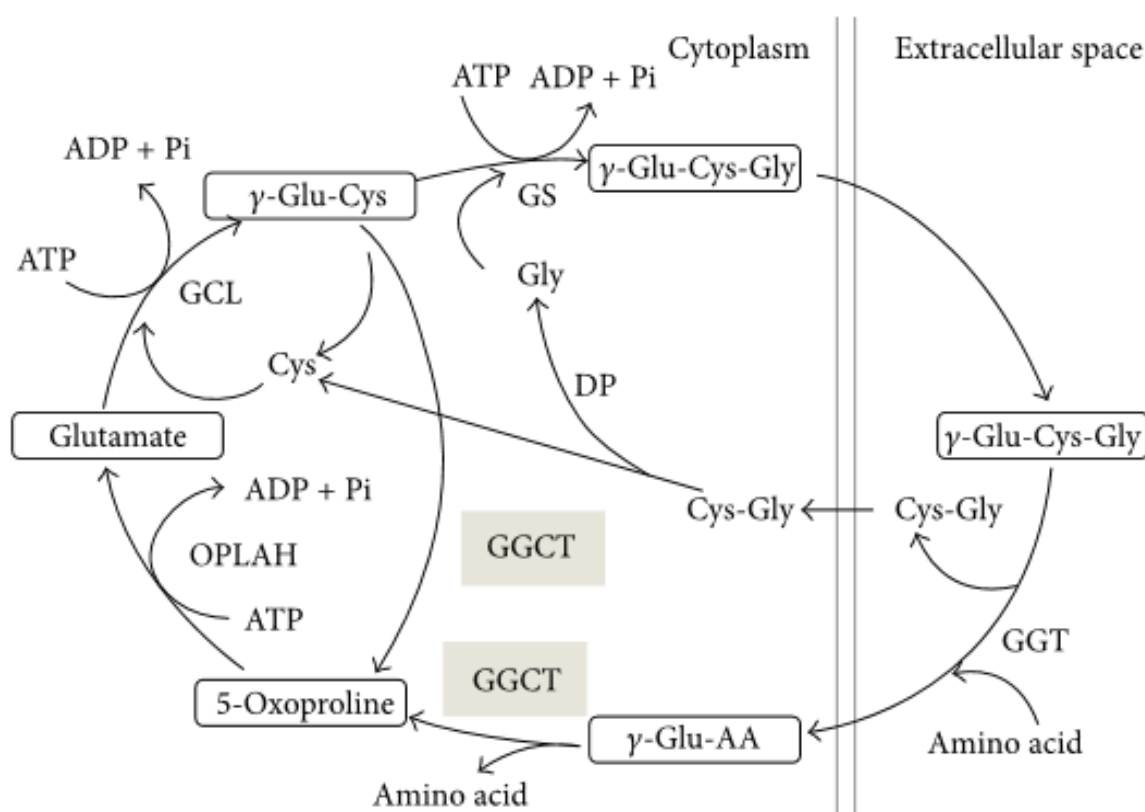 Cytoplasm
Extracellular space
ATP
ADP + Pi
ADP + Pi
γ-Glu-Cys-Gly
γ-Glu-Cys
GS
ATP
Gly
GCL
Cys
DP
Glutamate
γ-Glu-Cys-Gly
ADP + Pi
Cys-Gly
Cys-Gly
GGCT
OPLAH
ATP
GGT
GGCT
5-Oxoproline
γ-Glu-AA
Amino acid
Amino acid